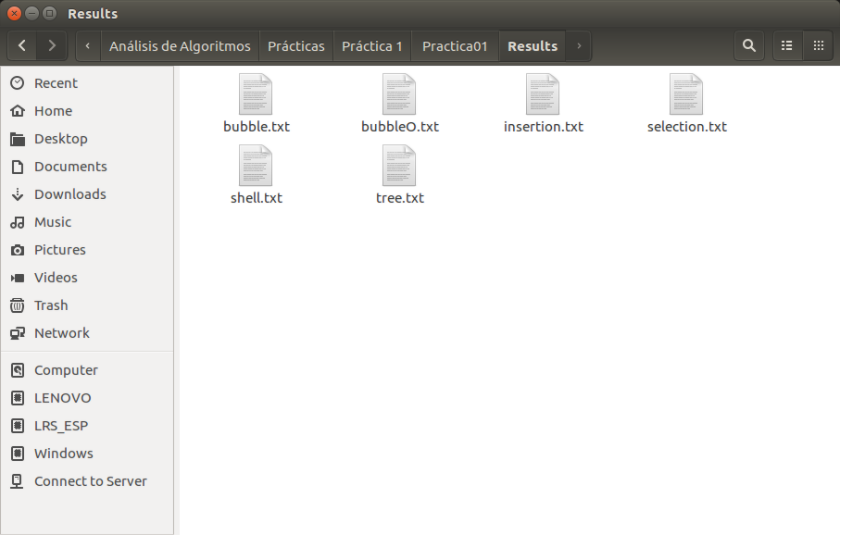 Results
Análisis de Algoritmos Prácticas Práctica 1 Practica01 Results
Recent
Home
Desktop
Documents
Downloads
Music
Pictures
Videos
Trash
Network
Computer
LENOVO
LRS_ESP
Windows
Connect to Server
bubble.txt bubbleO.txt insertion.txt selection.txt
shell.txt tree.txt